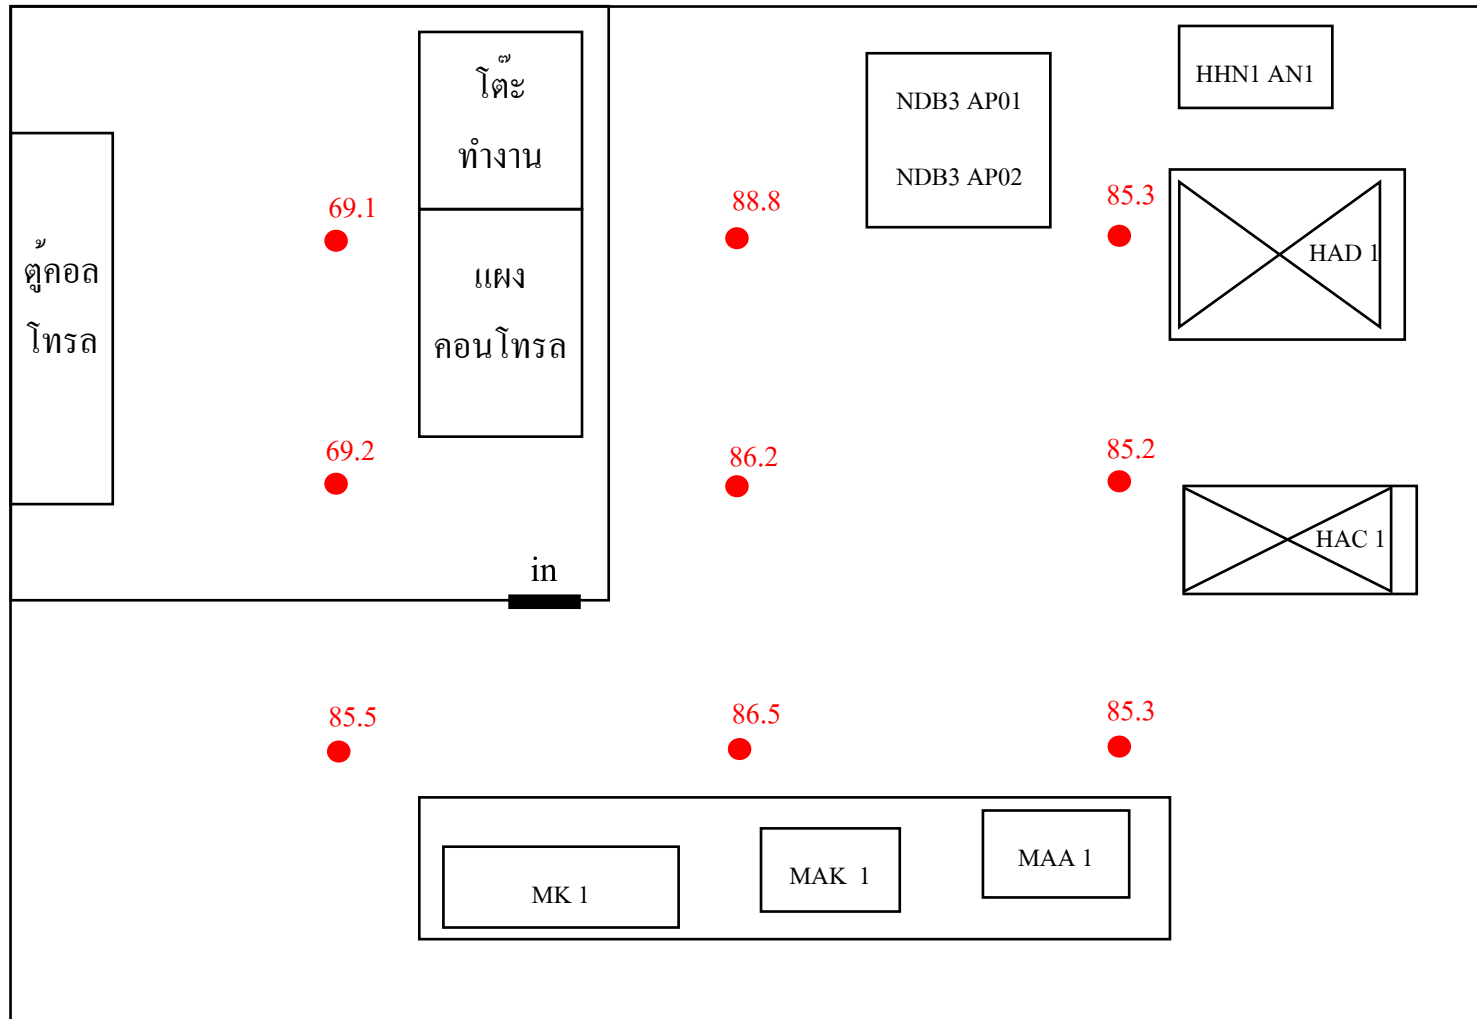 โต๊ะ
ทำงาน
NDB3 AP01
NDB3 AP02
HHN1 AN1
69.1
88.8
85.3
ตู้คอล
โทรล
แผง
คอนโทรล
HAD 1
69.2
86.2
85.2
HAC 1
in
85.5
86.5
85.3
MK 1
MAK  1
MAA 1